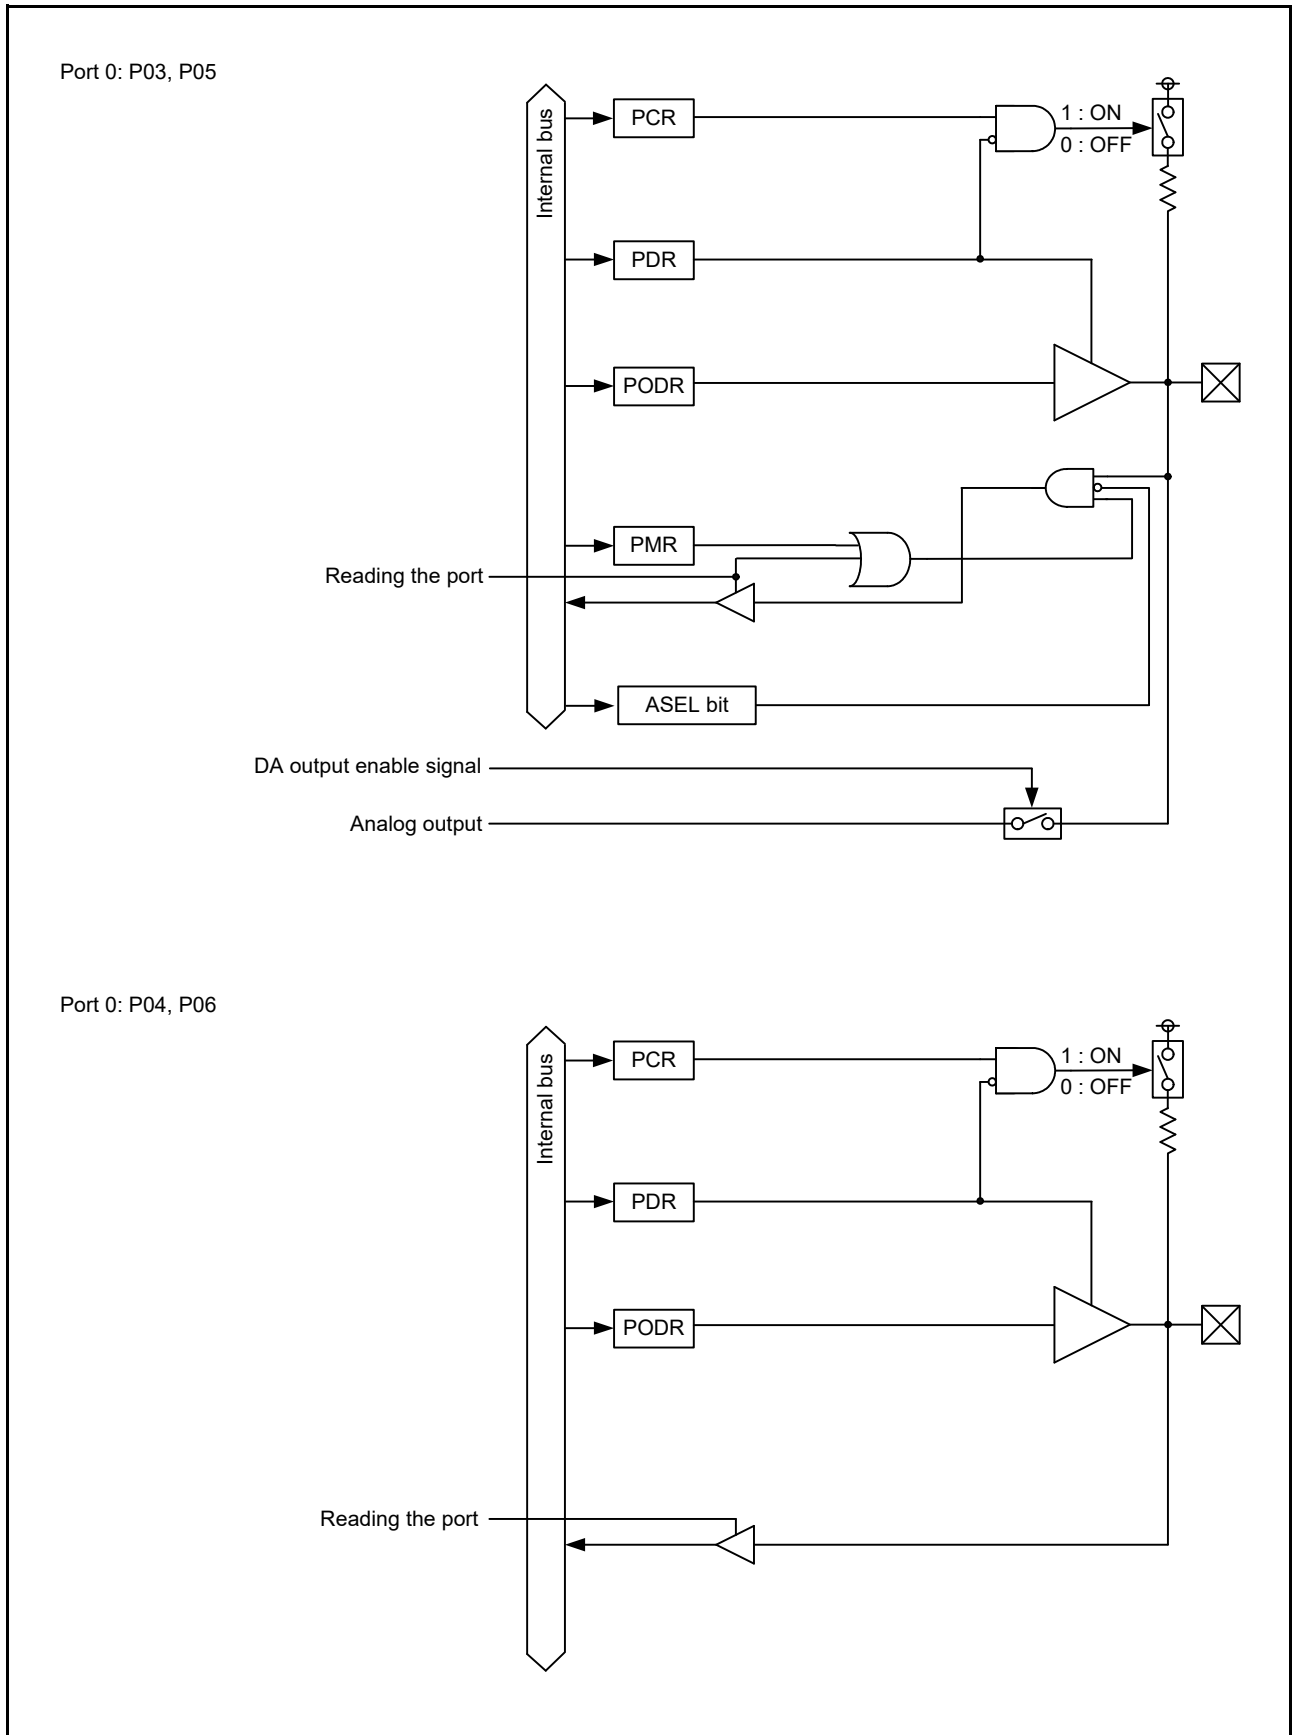 Port 0: P03, P05
Internal bus
PCR
1 : ON
0 : OFF
PDR
PODR
PMR
Reading the port
ASEL bit
DA output enable signal
Analog output
Port 0: P04, P06
Internal bus
PCR
1 : ON
0 : OFF
PDR
PODR
Reading the port